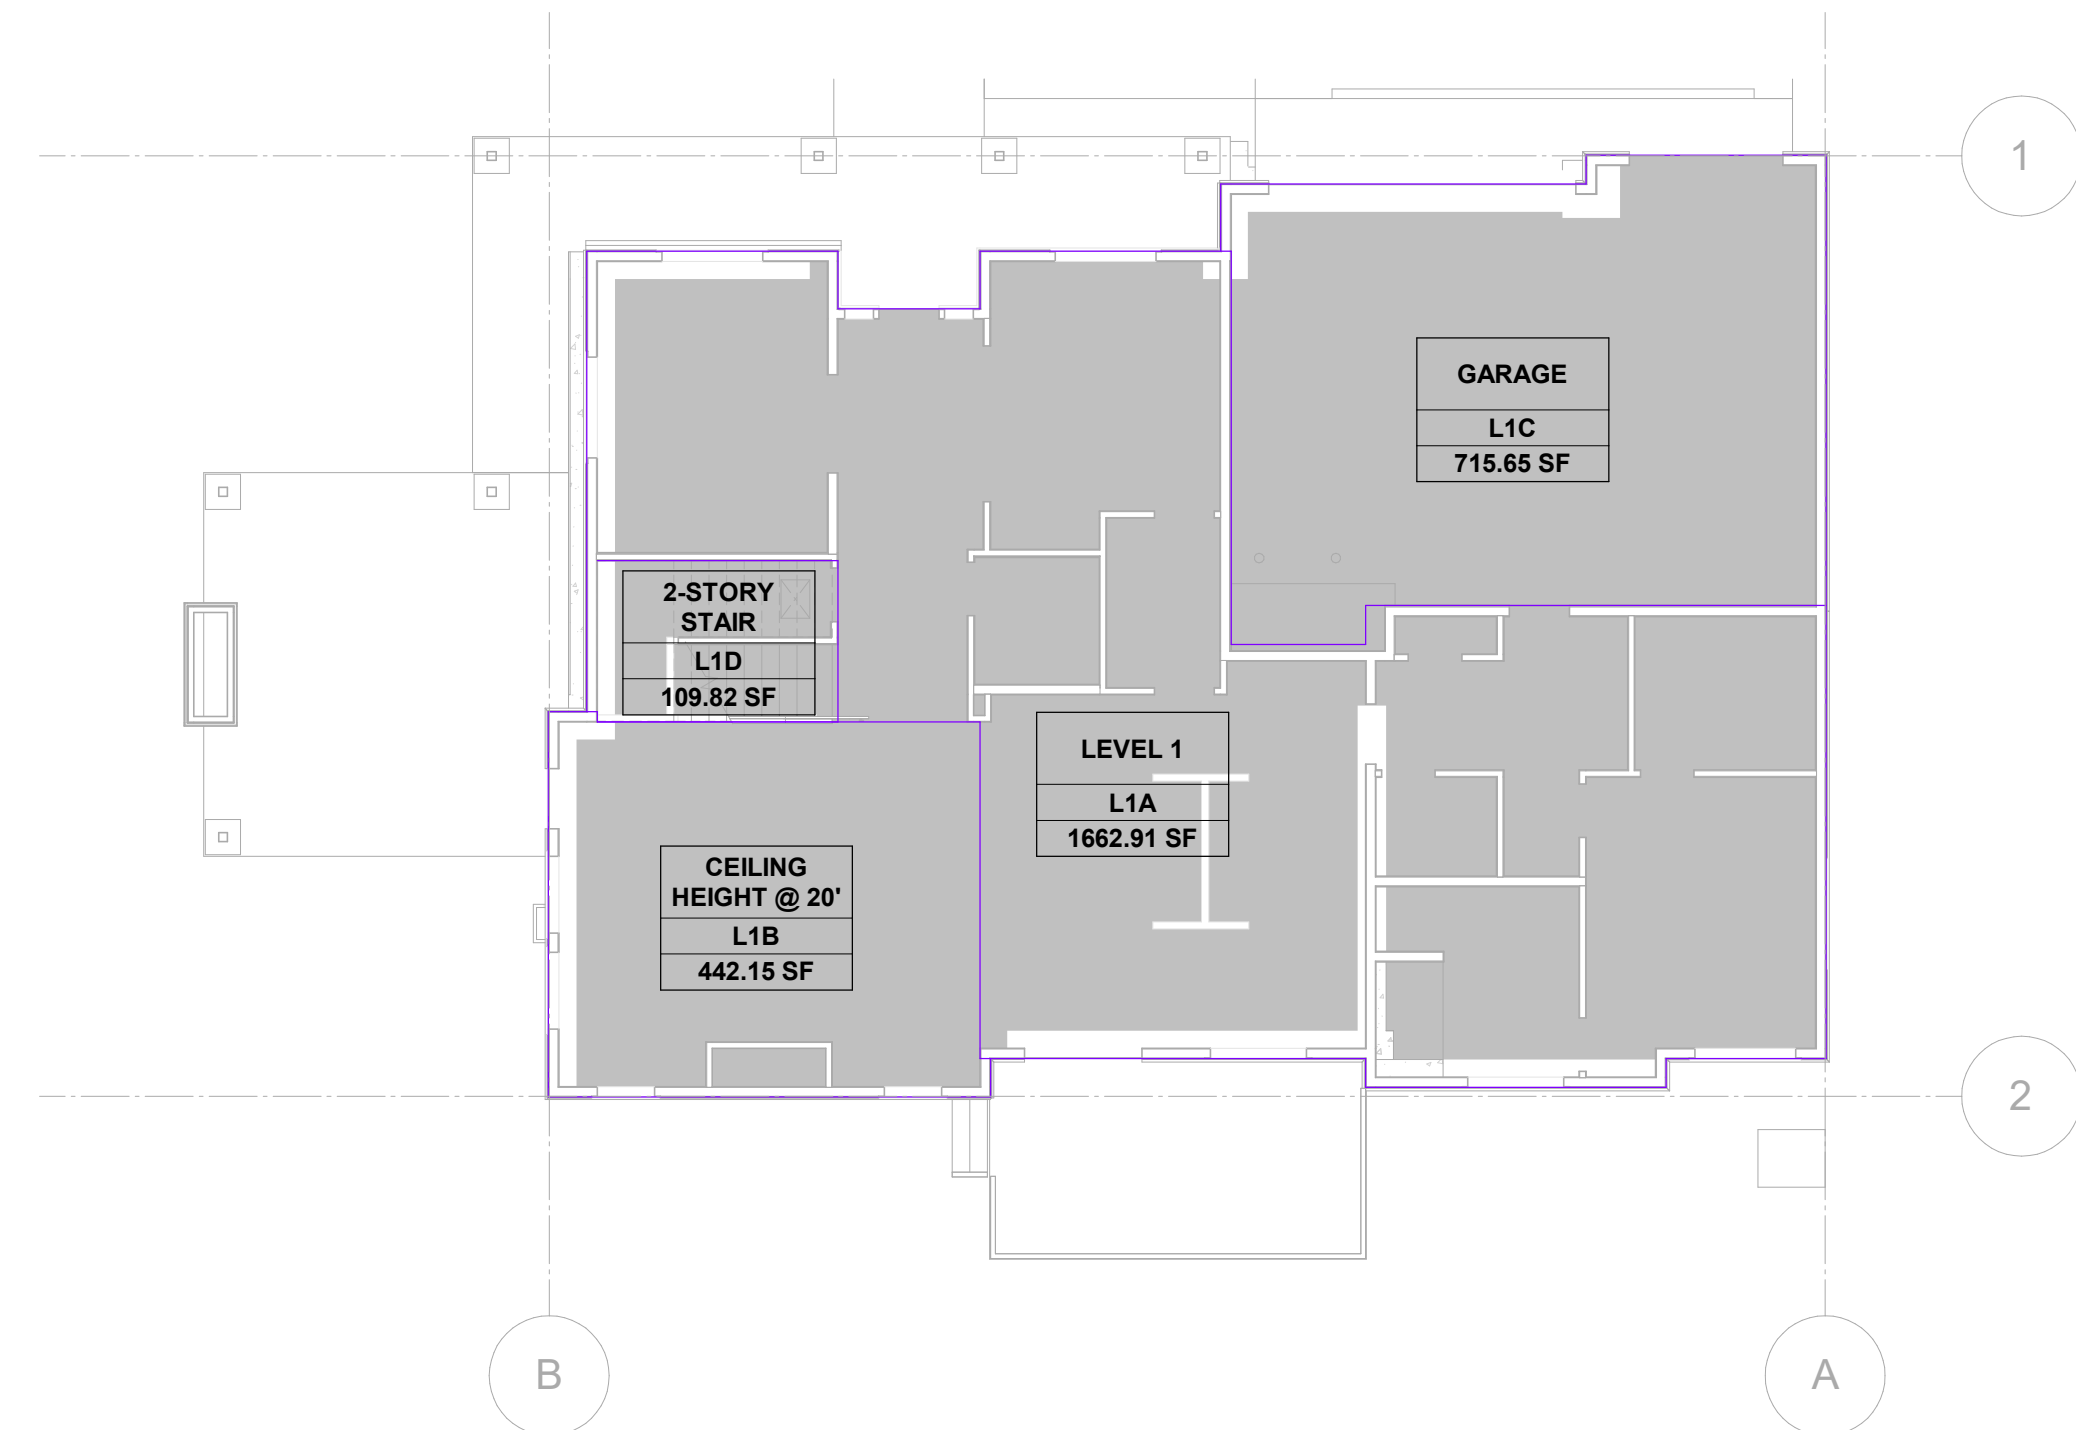 1
GARAGE
L1C
715.65 SF
2-STORY
STAIR
L1D
109.82 SF
LEVEL 1
L1A
1662.91 SF
CEILING
HEIGHT @ 20'
L1B
442.15 SF
2
B
A